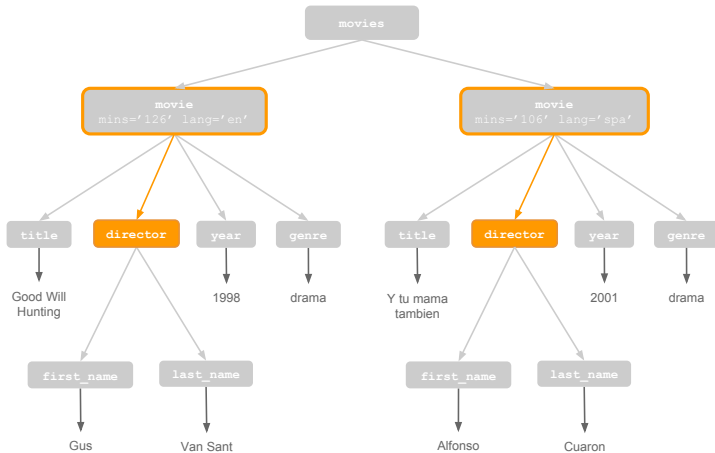 movies
movie
mins='126' lang='en'
movie
mins='106' lang='spa'
title
director
year
genre
title
director
year
genre
Good Will
Hunting
1998
drama
Y tu mama
tambien
2001
drama
first_name
last_name
first_name
last_name
Gus
Van Sant
Alfonso
Cuaron